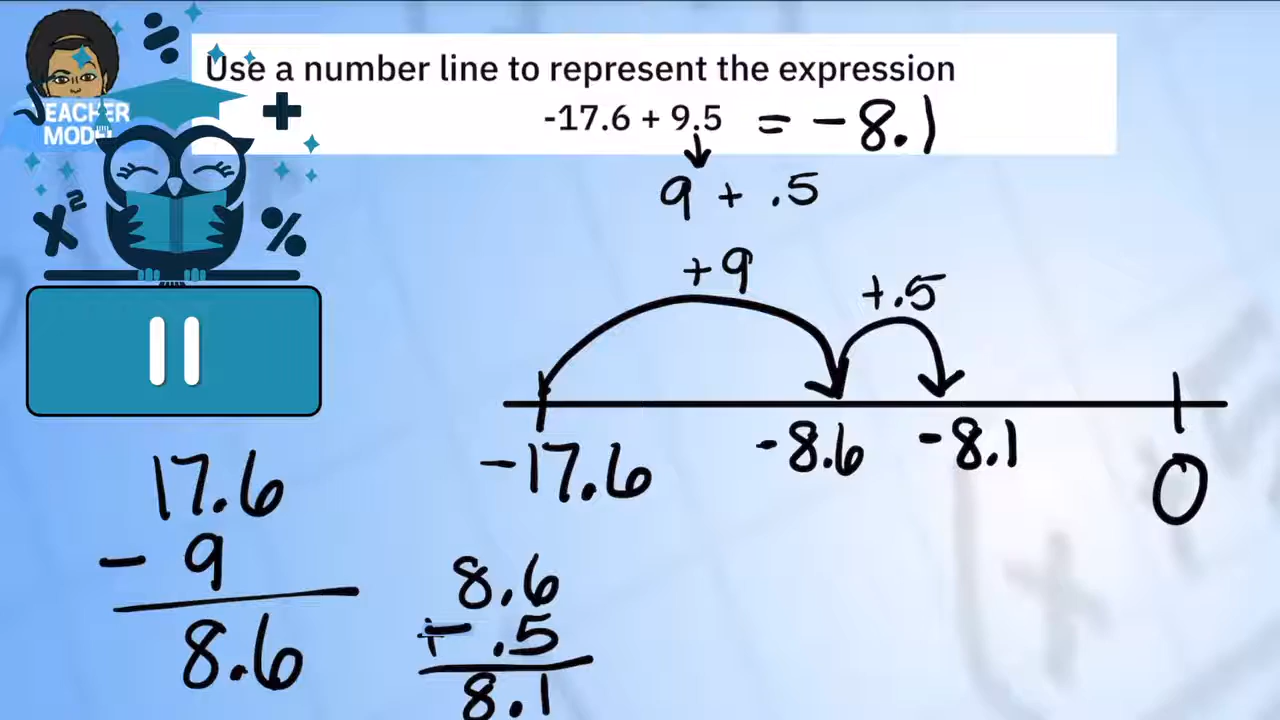 TEACHER
MODEL
Use a number line to represent the expression
-17.6 + 9.5 = -8.1
9 + .5
+9
+.5
-17.6
-8.6
-8.1
0
17.6
- 9
8.6
8.6
- .5
8.1
x²
%
÷
+